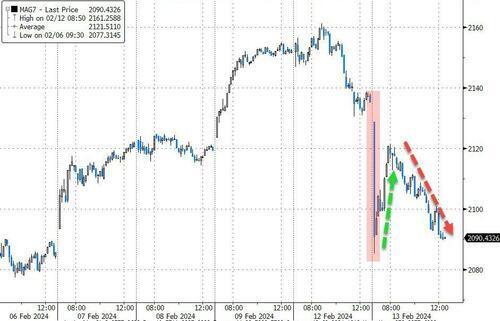 MAG7 - Last Price 2090.4326
High on 02/12 08:50 2161.2588
Average 2121.5110
Low on 02/06 09:30 2077.3145
2160
2140
2120
2100
2090.4326
2080
12:00 08:00 12:00 08:00 12:00 08:00 12:00 08:00 12:00 08:00 12:00
06 Feb 2024 07 Feb 2024 08 Feb 2024 09 Feb 2024 12 Feb 2024 13 Feb 2024